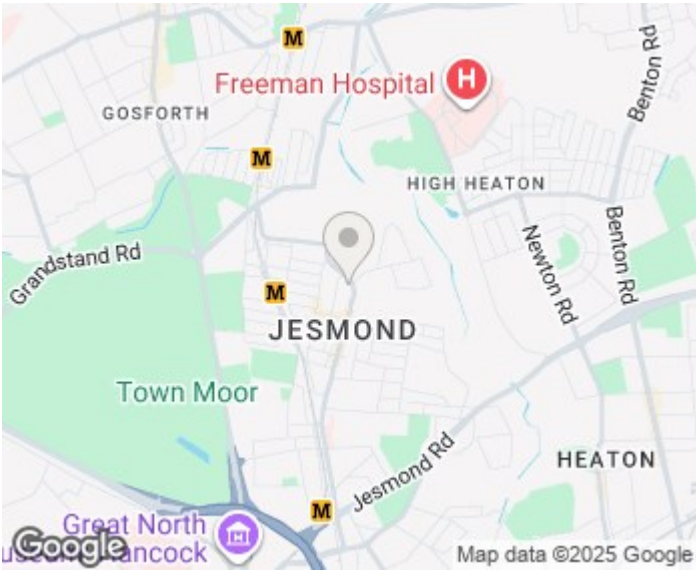 M
Freeman Hospital H
Benton Rd
GOSFORTH
M
HIGH HEATON
Benton Rd
Newton Rd
Grandstand Rd
M
JESMOND
Town Moor
Jesmond Rd
HEATON
M
Great North
Google
ancock
Map data ©2025 Google